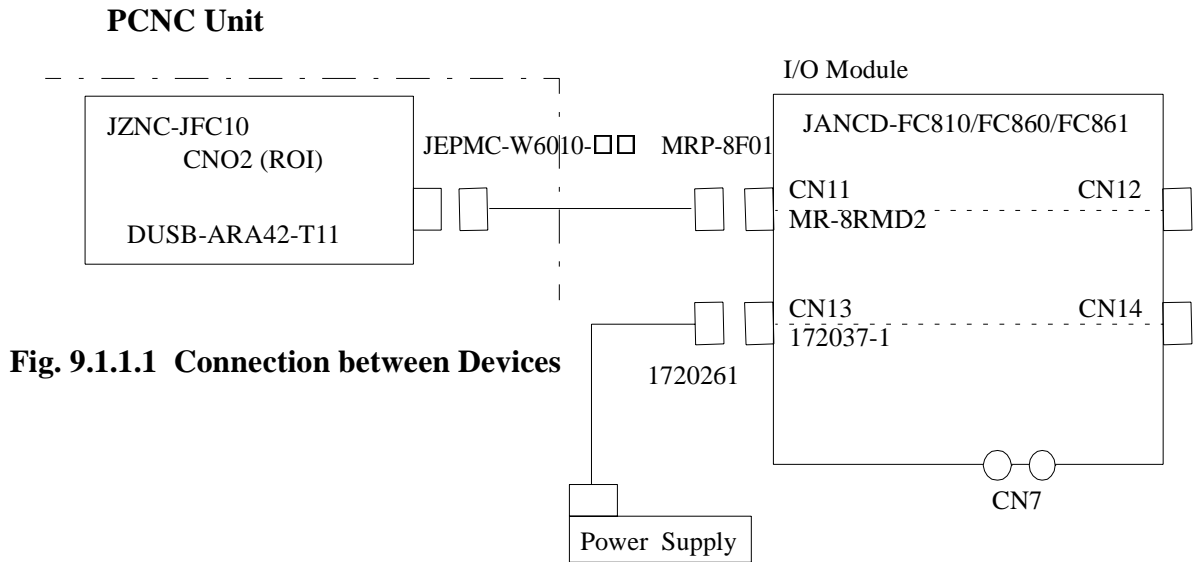 PCNC Unit
I/O Module
JZNC-JFC10
CNO2 (ROI)
DUSB-ARA42-T11
JEPMC-W6010-□□
MRP-8F01
JANCD-FC810/FC860/FC861
CN11
CN12
MR-8RMD2
CN13
CN14
172037-1
Fig. 9.1.1.1 Connection between Devices
1720261
CN7
Power Supply